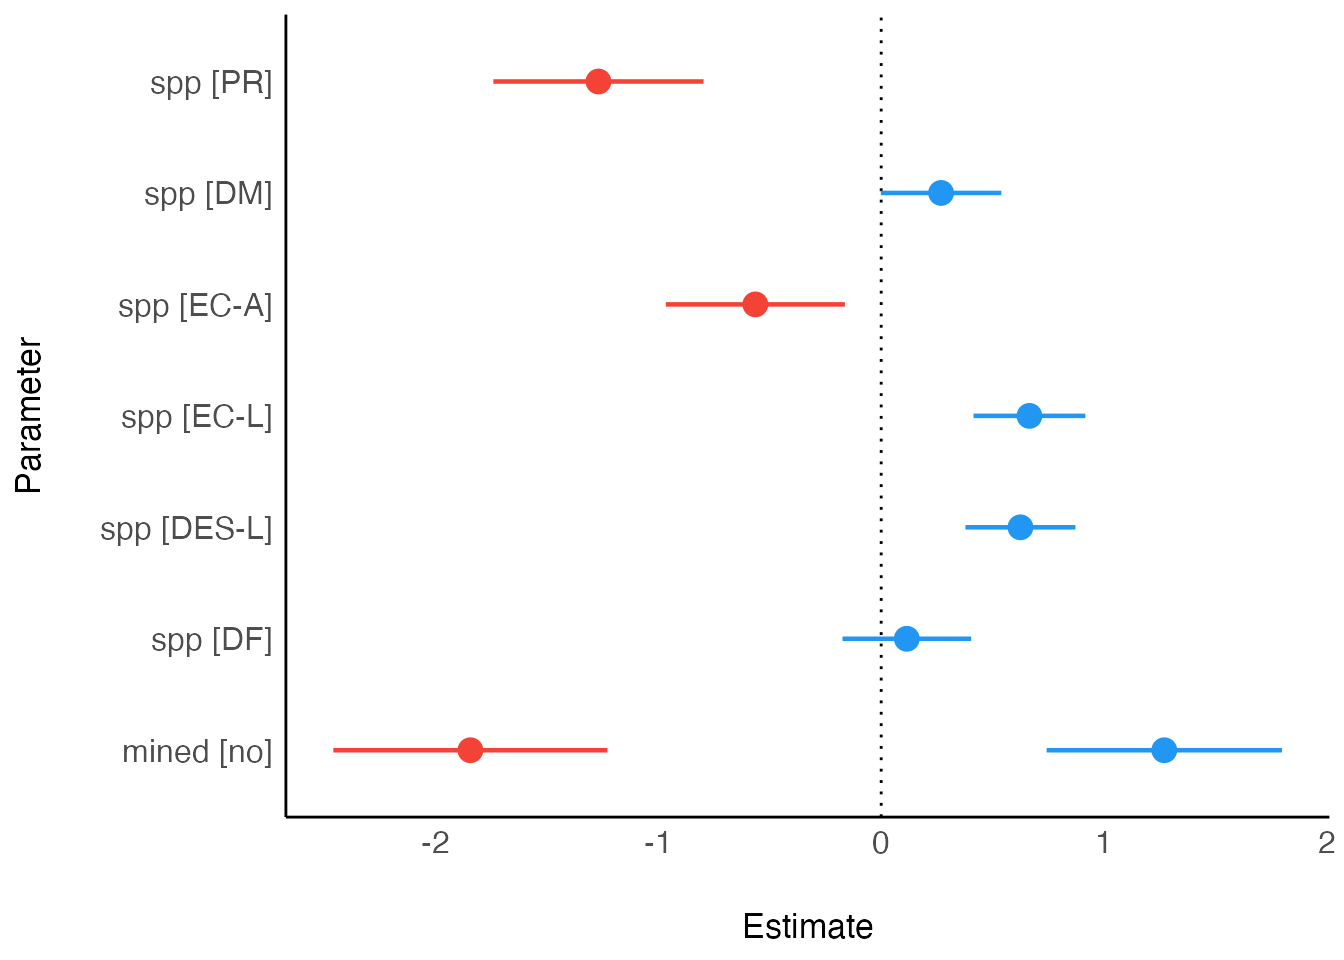 Parameter
spp [PR]
spp [DM]
spp [EC-A]
spp [EC-L]
spp [DES-L]
spp [DF]
mined [no]
-2 -1 0 1 2
Estimate